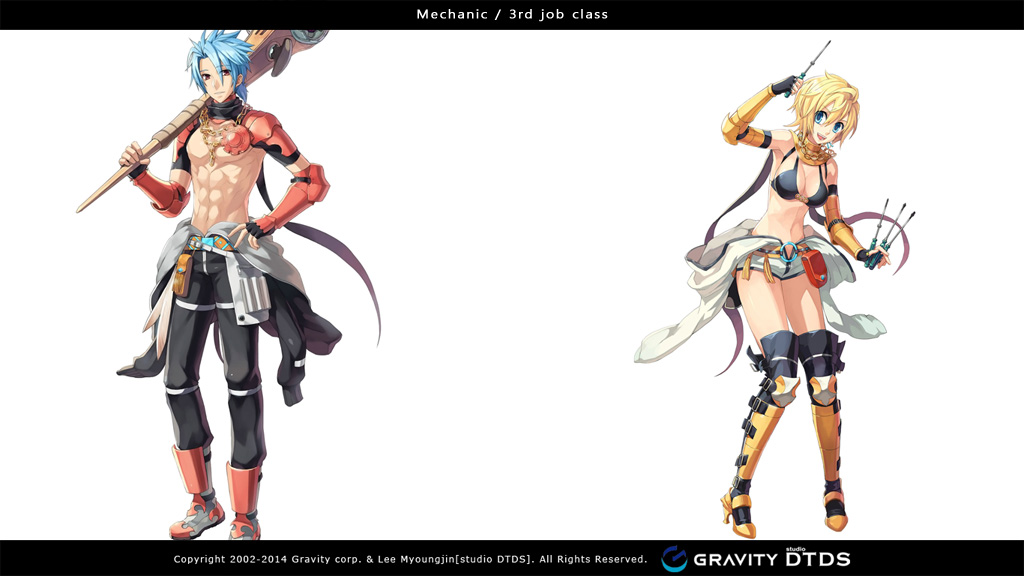 Mechanic / 3rd job class
Copyright 2002-2014 Gravity corp. & Lee Myoungjin[studio DTDS]. All Rights Reserved.
GRAVITY studio DTDS